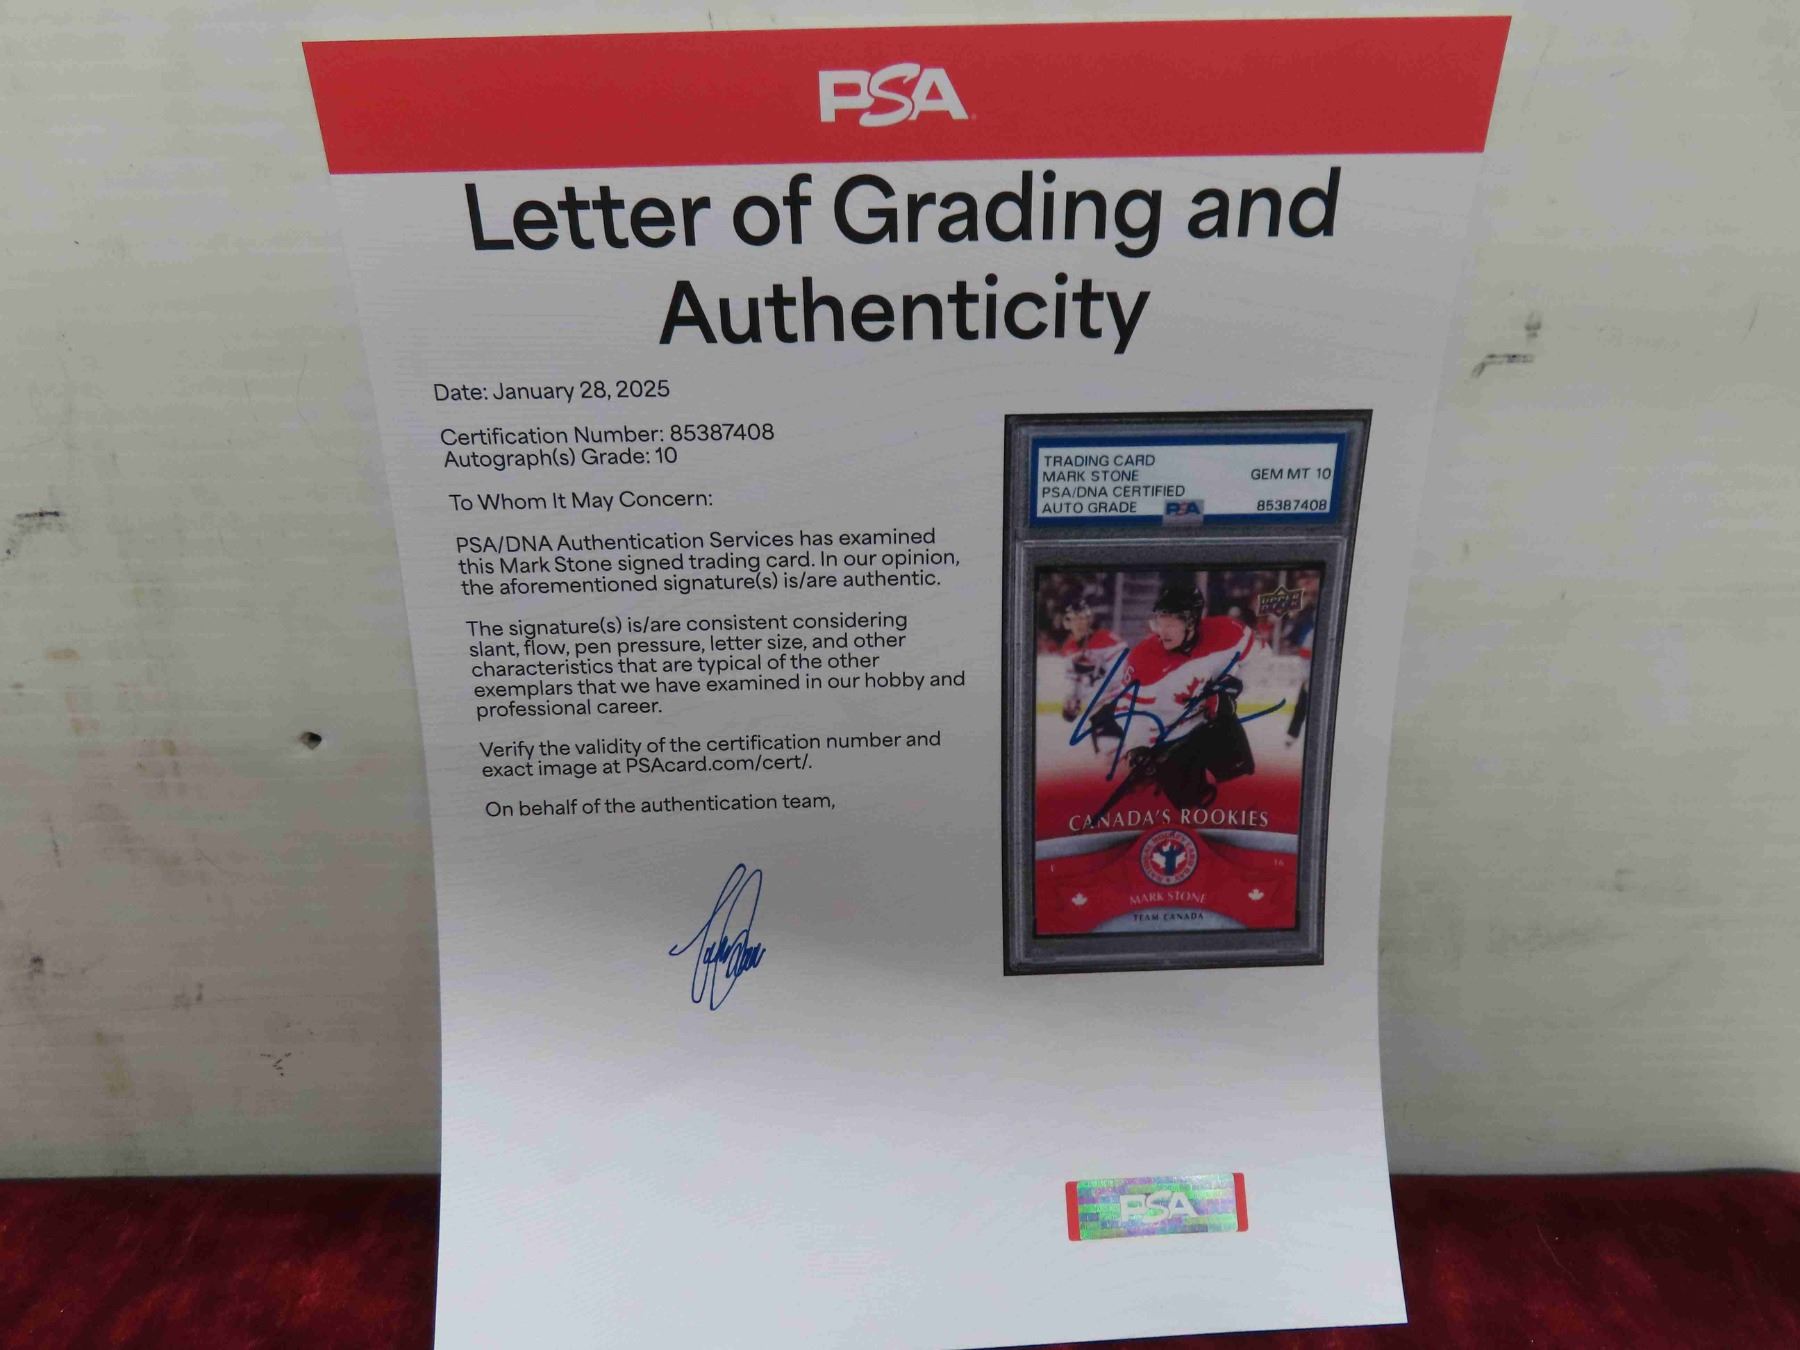 PSA
Letter of Grading and
Authenticity
Date: January 28, 2025
Certification Number: 85387408
Autograph(s) Grade: 10
To Whom It May Concern:
PSA/DNA Authentication Services has examined
this Mark Stone signed trading card. In our opinion,
the aforementioned signature(s) is/are authentic.
The signature(s) is/are consistent considering
slant, flow, pen pressure, letter size, and other
characteristics that are typical of the other
exemplars that we have examined in our hobby and
professional career.
Verify the validity of the certification number and
exact image at PSAcard.com/cert/.
On behalf of the authentication team,
TRADING CARD
MARK STONE GEM MT 10
PSA/DNA CERTIFIED
AUTO GRADE PSA 85387408
UPPER
DECK
CANADA'S ROOKIES
16
MARK STONE
TEAM CANADA
PSA